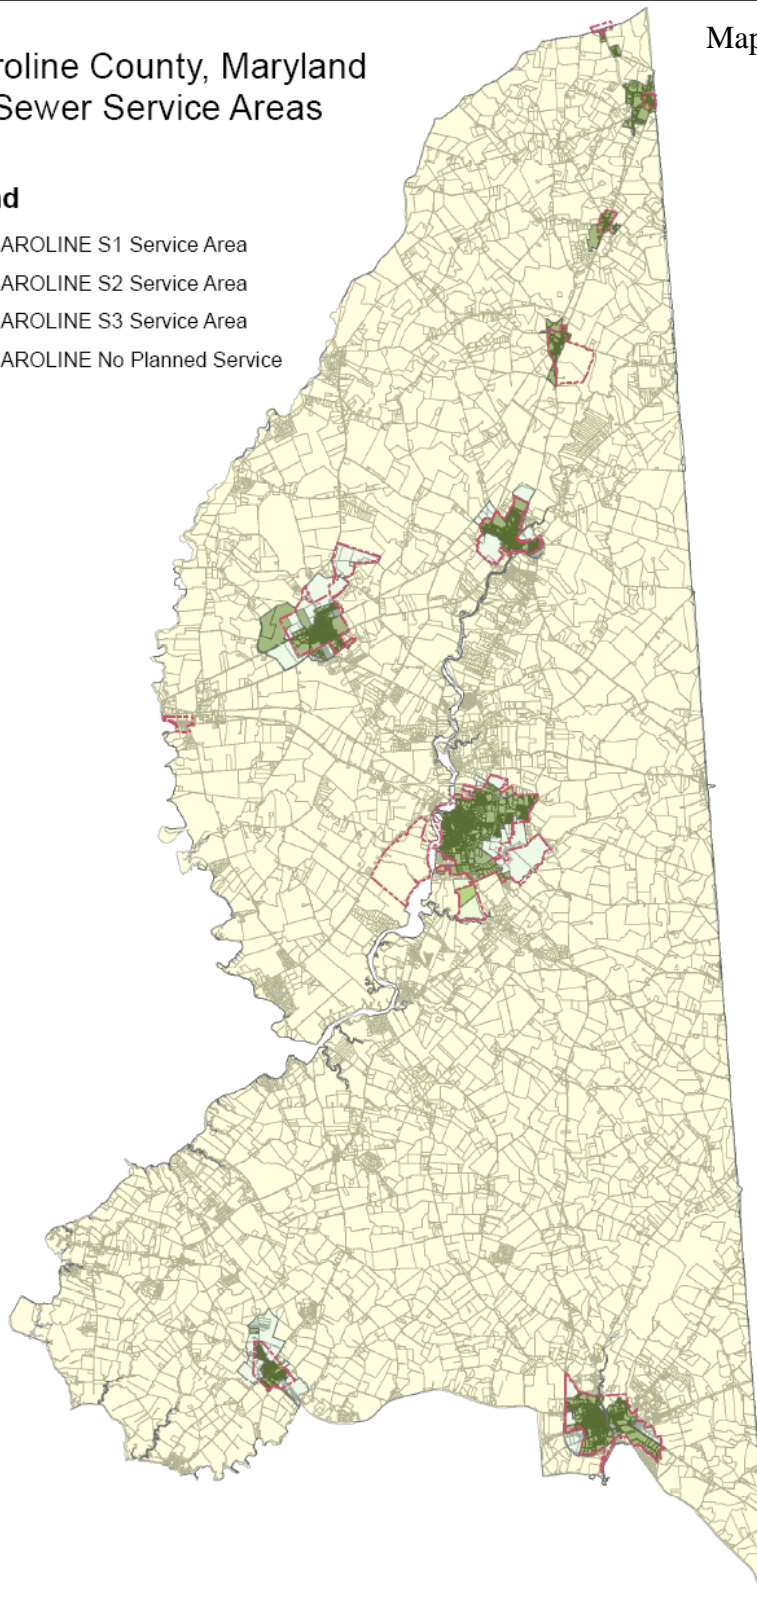 Map
roline County, Maryland
Sewer Service Areas
nd
AROLINE S1 Service Area
AROLINE S2 Service Area
AROLINE S3 Service Area
AROLINE No Planned Service